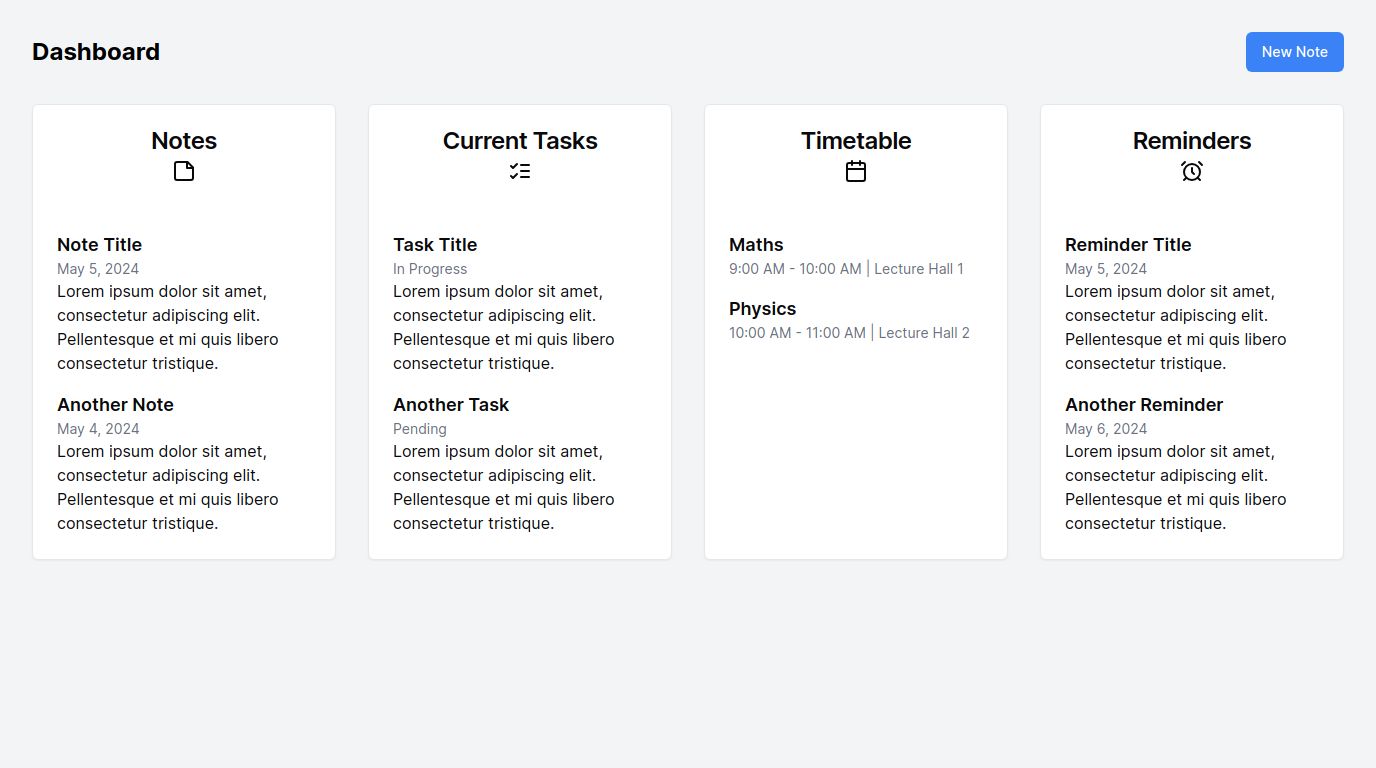 Dashboard
New Note
Notes
Note Title
May 5, 2024
Lorem ipsum dolor sit amet,
consectetur adipiscing elit.
Pellentesque et mi quis libero
consectetur tristique.
Another Note
May 4, 2024
Lorem ipsum dolor sit amet,
consectetur adipiscing elit.
Pellentesque et mi quis libero
consectetur tristique.
Current Tasks
Task Title
In Progress
Lorem ipsum dolor sit amet,
consectetur adipiscing elit.
Pellentesque et mi quis libero
consectetur tristique.
Another Task
Pending
Lorem ipsum dolor sit amet,
consectetur adipiscing elit.
Pellentesque et mi quis libero
consectetur tristique.
Timetable
Maths
9:00 AM - 10:00 AM | Lecture Hall 1
Physics
10:00 AM - 11:00 AM | Lecture Hall 2
Reminders
Reminder Title
May 5, 2024
Lorem ipsum dolor sit amet,
consectetur adipiscing elit.
Pellentesque et mi quis libero
consectetur tristique.
Another Reminder
May 6, 2024
Lorem ipsum dolor sit amet,
consectetur adipiscing elit.
Pellentesque et mi quis libero
consectetur tristique.